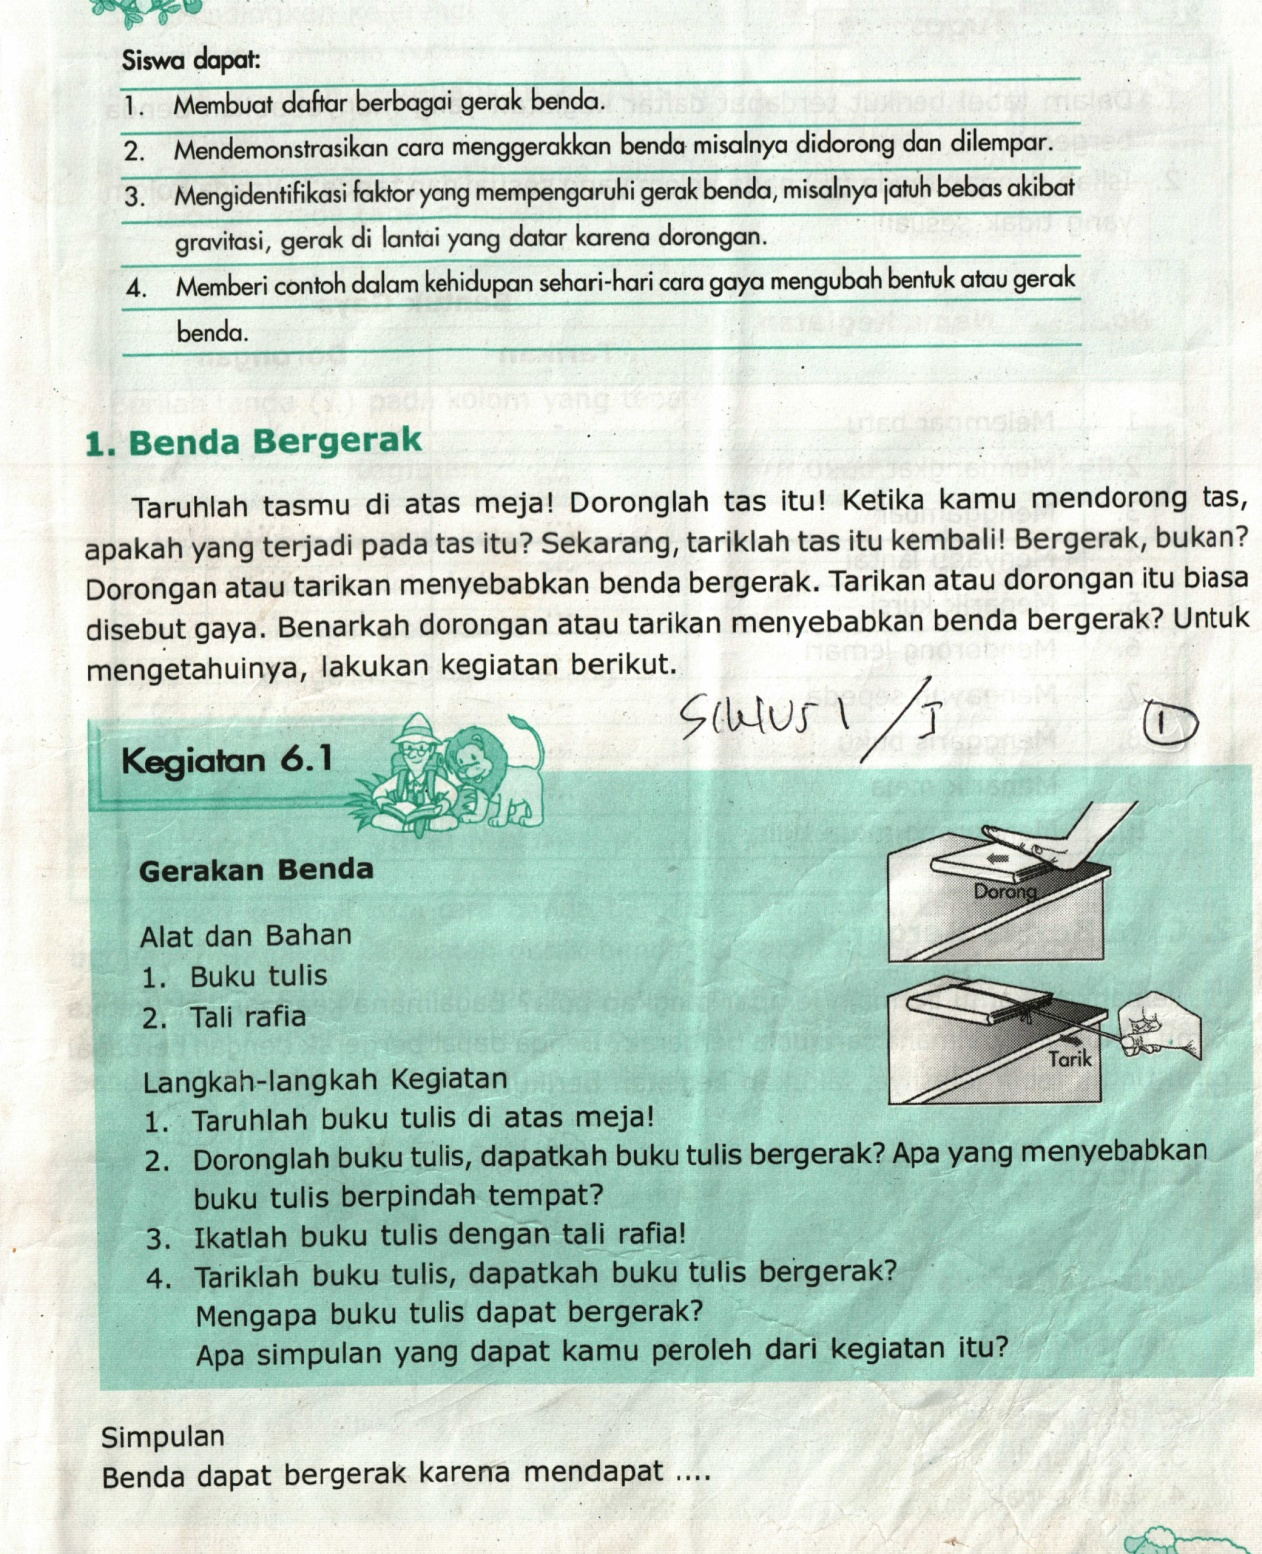 Siswa dapat:
1. Membuat daftar berbagai gerak benda.
2. Mendemonstrasikan cara menggerakkan benda misalnya didorong dan dilempar.
3. Mengidentifikasi faktor yang mempengaruhi gerak benda, misalnya jatuh bebas akibat
gravitasi, gerak di lantai yang datar karena dorongan.
4. Memberi contoh dalam kehidupan sehari-hari cara gaya mengubah bentuk atau gerak
benda.
1. Benda Bergerak
Taruhlah tasmu di atas meja! Doronglah tas itu! Ketika kamu mendorong tas,
apakah yang terjadi pada tas itu? Sekarang, tariklah tas itu kembali! Bergerak, bukan?
Dorongan atau tarikan menyebabkan benda bergerak. Tarikan atau dorongan itu biasa
disebut gaya. Benarkah dorongan atau tarikan menyebabkan benda bergerak? Untuk
mengetahuinya, lakukan kegiatan berikut.
1
Kegiatan 6.1
Gerakan Benda
Dorong
Alat dan Bahan
1. Buku tulis
2. Tali rafia
Tarik
Langkah-langkah Kegiatan
1. Taruhlah buku tulis di atas meja!
2. Doronglah buku tulis, dapatkah buku tulis bergerak? Apa yang menyebabkan
buku tulis berpindah tempat?
3. Ikatlah buku tulis dengan tali rafia!
4. Tariklah buku tulis, dapatkah buku tulis bergerak?
Mengapa buku tulis dapat bergerak?
Apa simpulan yang dapat kamu peroleh dari kegiatan itu?
Simpulan
Benda dapat bergerak karena mendapat ....